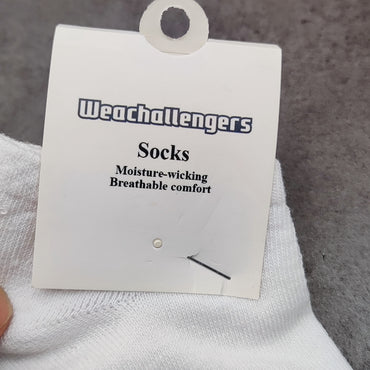 Weachallengers
Socks
Moisture-wicking
Breathable comfort